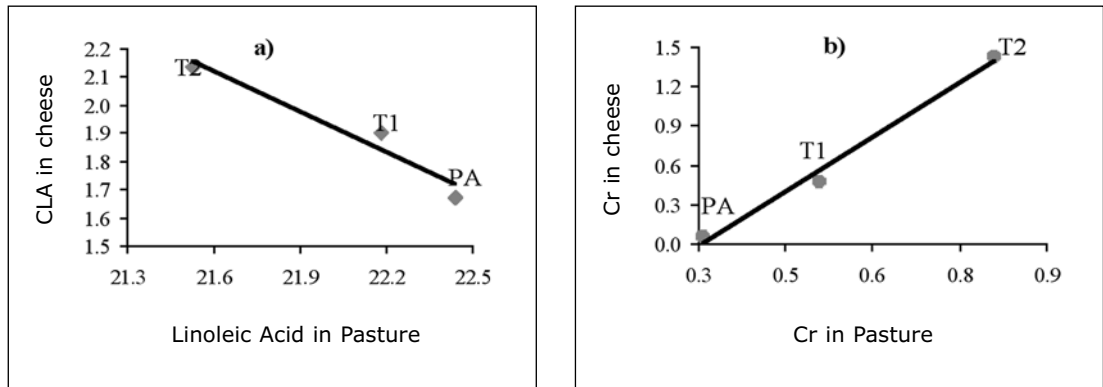 a)
CLA in cheese
2.2
2.1
2.0
1.9
1.8
1.7
1.6
1.5
T2
T1
PA
21.3 21.6 21.9 22.2 22.5
Linoleic Acid in Pasture
b)
Cr in cheese
1.5
1.2
0.9
0.6
0.3
0.0
T2
T1
PA
0.3 0.5 0.6 0.8 0.9
Cr in Pasture